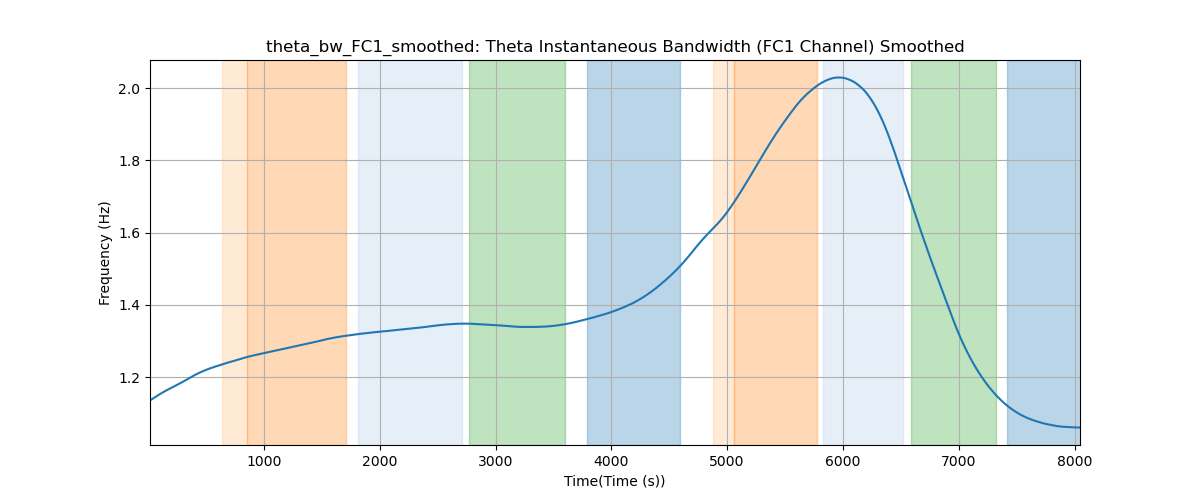 theta_bw_FC1_smoothed: Theta Instantaneous Bandwidth (FC1 Channel) Smoothed
Frequency (Hz)
2.0
1.8
1.6
1.4
1.2
1000 2000 3000 4000 5000 6000 7000 8000
Time(Time (s))